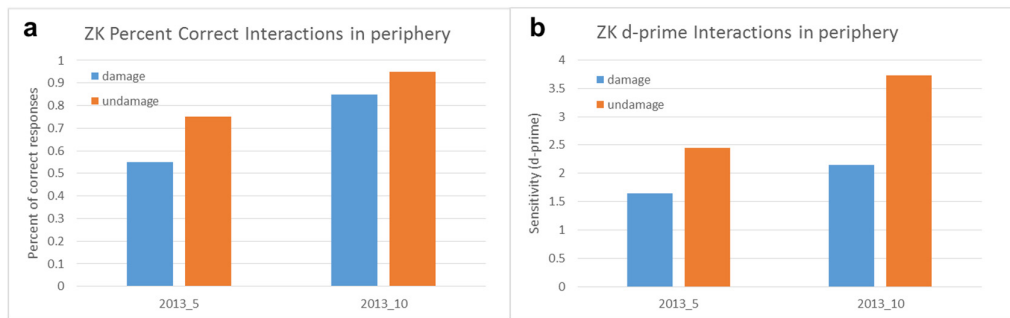 a
ZK Percent Correct Interactions in periphery
Percent of correct responses
1
0.9
0.8
0.7
0.6
0.5
0.4
0.3
0.2
0.1
0
damage
undamage
2013_5
2013_10
b
ZK d-prime Interactions in periphery
Sensitivity (d-prime)
4
3.5
3
2.5
2
1.5
1
0.5
0
damage
undamage
2013_5
2013_10